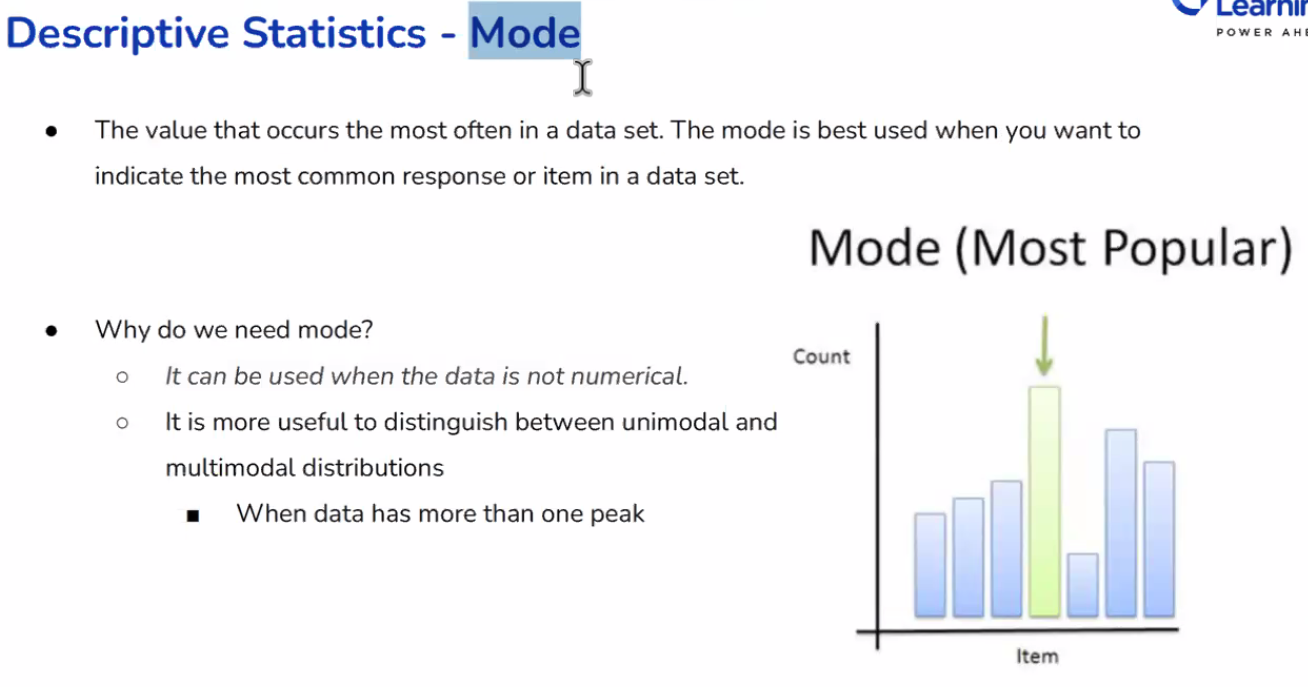 Descriptive Statistics - Mode
POWER
● The value that occurs the most often in a data set. The mode is best used when you want to
indicate the most common response or item in a data set.
Mode (Most Popular)
● Why do we need mode?
○ It can be used when the data is not numerical.
○ It is more useful to distinguish between unimodal and
multimodal distributions
■ When data has more than one peak
Count
Item